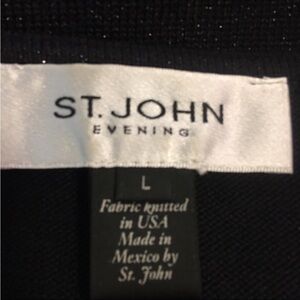 ST. JOHN
EVENING
L
Fabric knitted
in USA
Made in
Mexico by
St. John